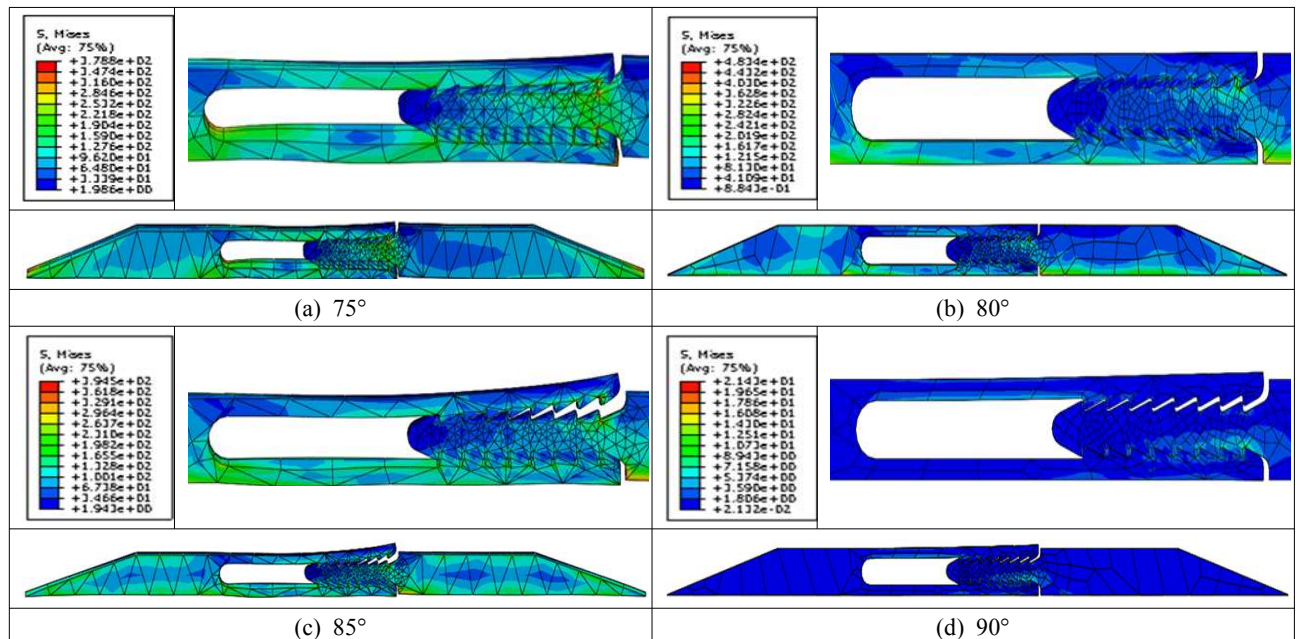 S, Mises
(Avg: 75%)
+3.788e+02
+3.474e+02
+3.160e+02
+2.846e+02
+2.532e+02
+2.218e+02
+1.904e+02
+1.590e+02
+1.276e+02
+9.620e+01
+6.480e+01
+3.339e+01
+1.986e+00
S, Mises
(Avg: 75%)
+4.834e+02
+4.432e+02
+4.030e+02
+3.628e+02
+3.226e+02
+2.824e+02
+2.421e+02
+2.019e+02
+1.617e+02
+1.215e+02
+8.130e+01
+4.109e+01
+8.843e-01
(a) 75°
(b) 80°
S, Mises
(Avg: 75%)
+3.945e+02
+3.618e+02
+3.291e+02
+2.964e+02
+2.637e+02
+2.310e+02
+1.982e+02
+1.655e+02
+1.328e+02
+1.001e+02
+6.738e+01
+3.466e+01
+1.943e+00
S, Mises
(Avg: 75%)
+2.143e+01
+1.965e+01
+1.786e+01
+1.608e+01
+1.430e+01
+1.251e+01
+1.073e+01
+8.943e+00
+7.158e+00
+5.374e+00
+3.590e+00
+1.806e+00
+2.132e-02
(c) 85°
(d) 90°